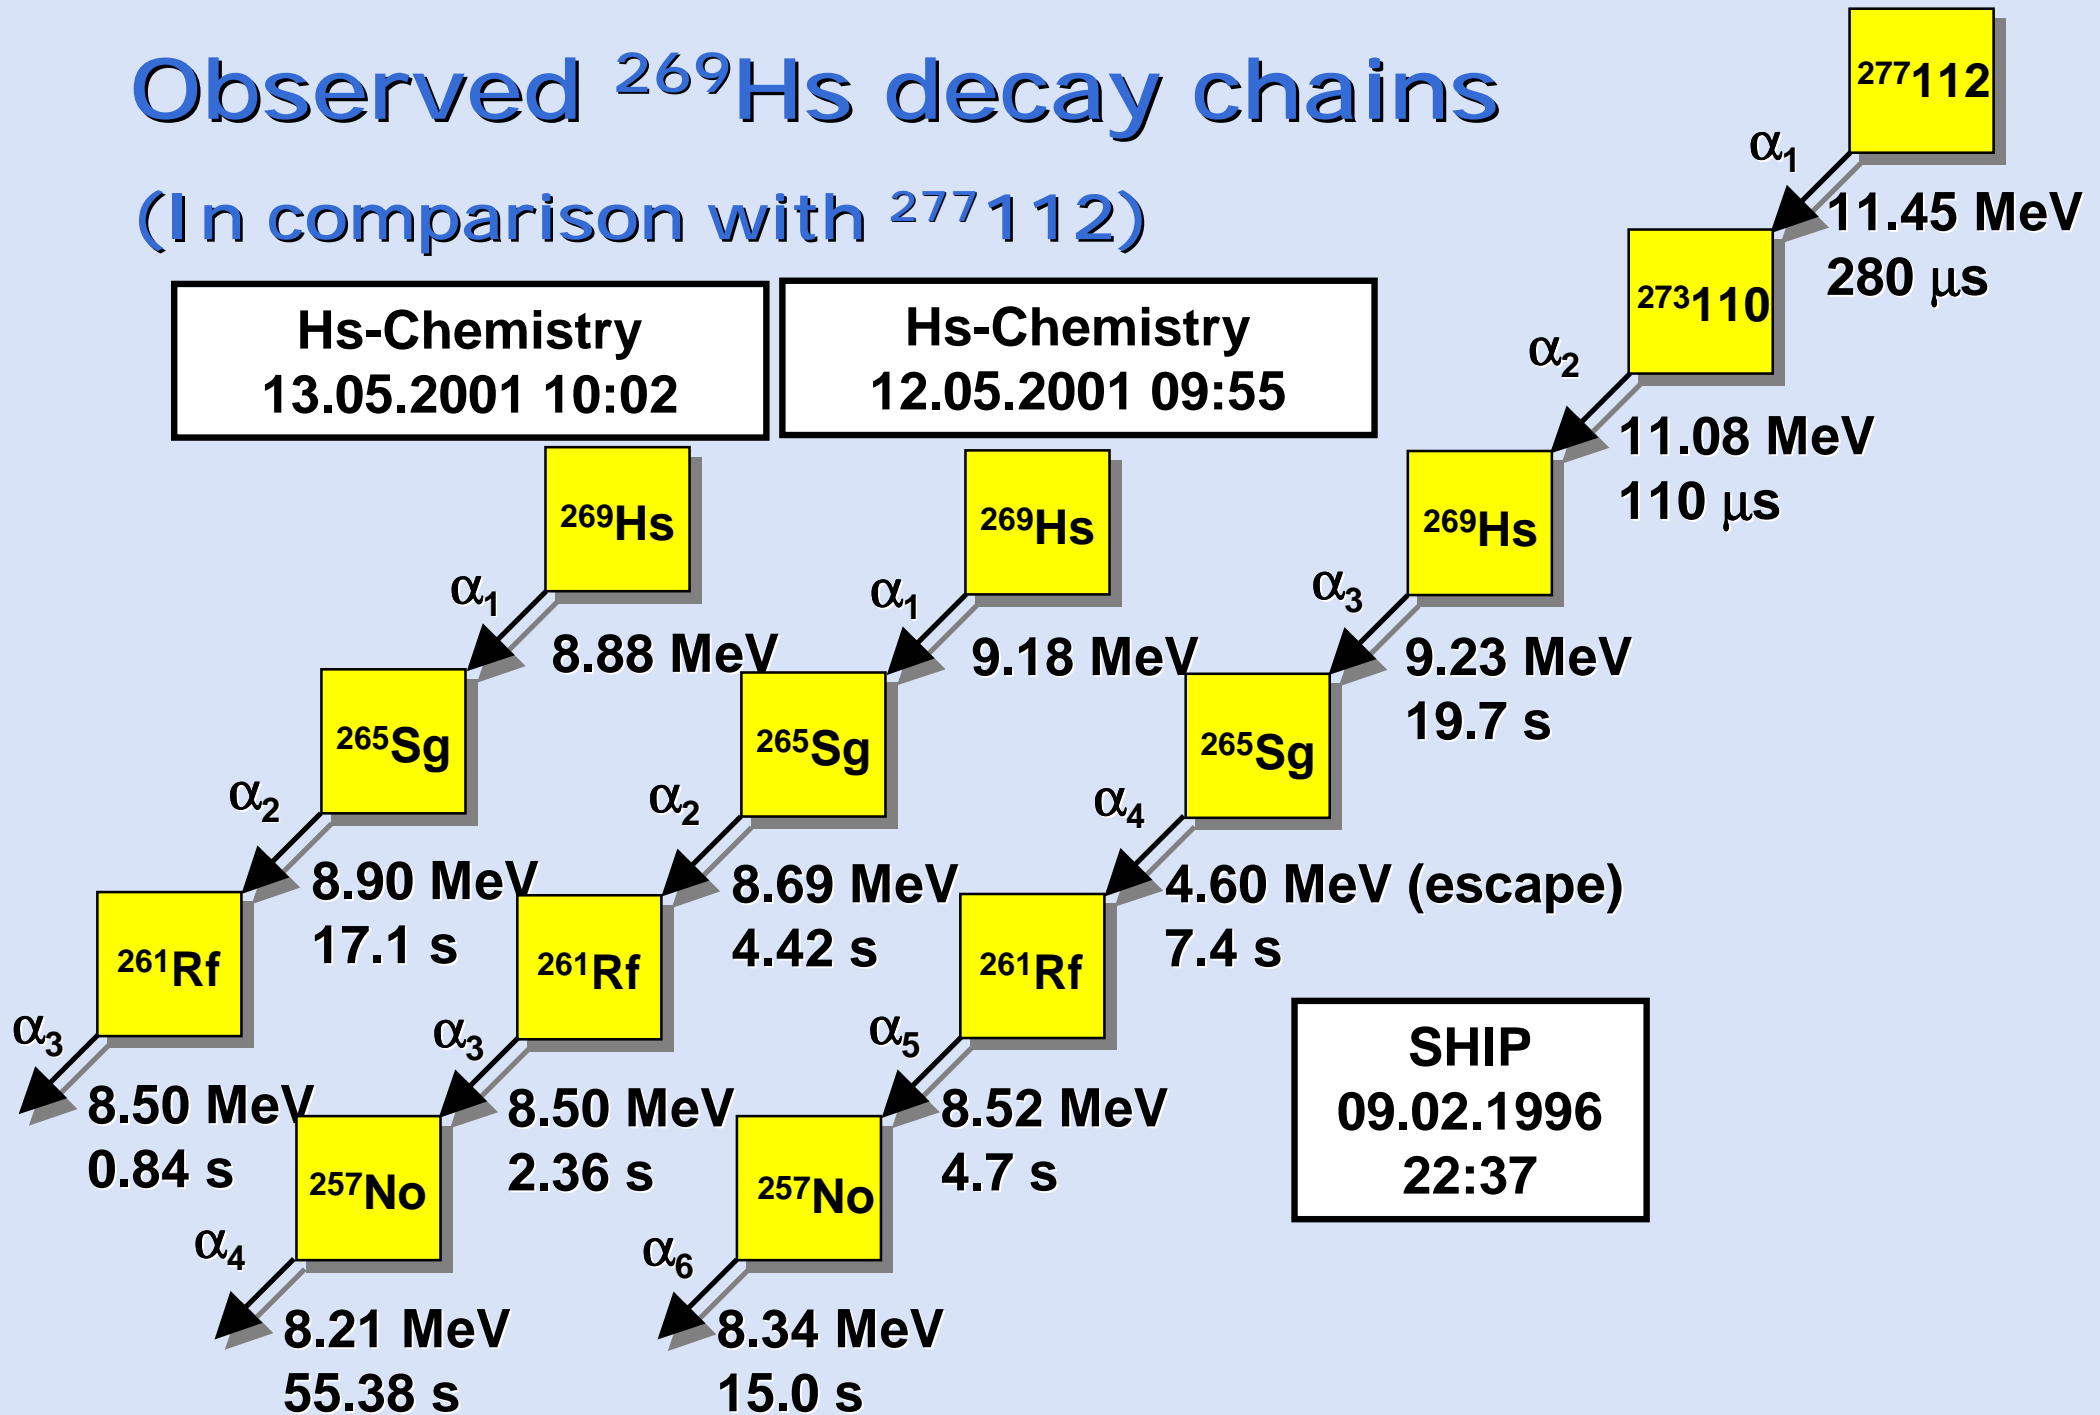 Observed ²⁶⁹Hs decay chains
(In comparison with ²⁷⁷112)
Hs-Chemistry
13.05.2001 10:02
²⁶⁹Hs
α₁
8.88 MeV
²⁶⁵Sg
α₂
8.90 MeV
17.1 s
²⁶¹Rf
α₃
8.50 MeV
0.84 s
Hs-Chemistry
12.05.2001 09:55
²⁶⁹Hs
α₁
9.18 MeV
²⁶⁵Sg
α₂
8.69 MeV
4.42 s
²⁶¹Rf
α₃
8.50 MeV
2.36 s
²⁵⁷No
α₄
8.21 MeV
55.38 s
²⁷⁷112
α₁
11.45 MeV
280 μs
²⁷³110
α₂
11.08 MeV
110 μs
²⁶⁹Hs
α₃
9.23 MeV
19.7 s
²⁶⁵Sg
α₄
4.60 MeV (escape)
7.4 s
²⁶¹Rf
α₅
8.52 MeV
4.7 s
²⁵⁷No
α₆
8.34 MeV
15.0 s
SHIP
09.02.1996
22:37